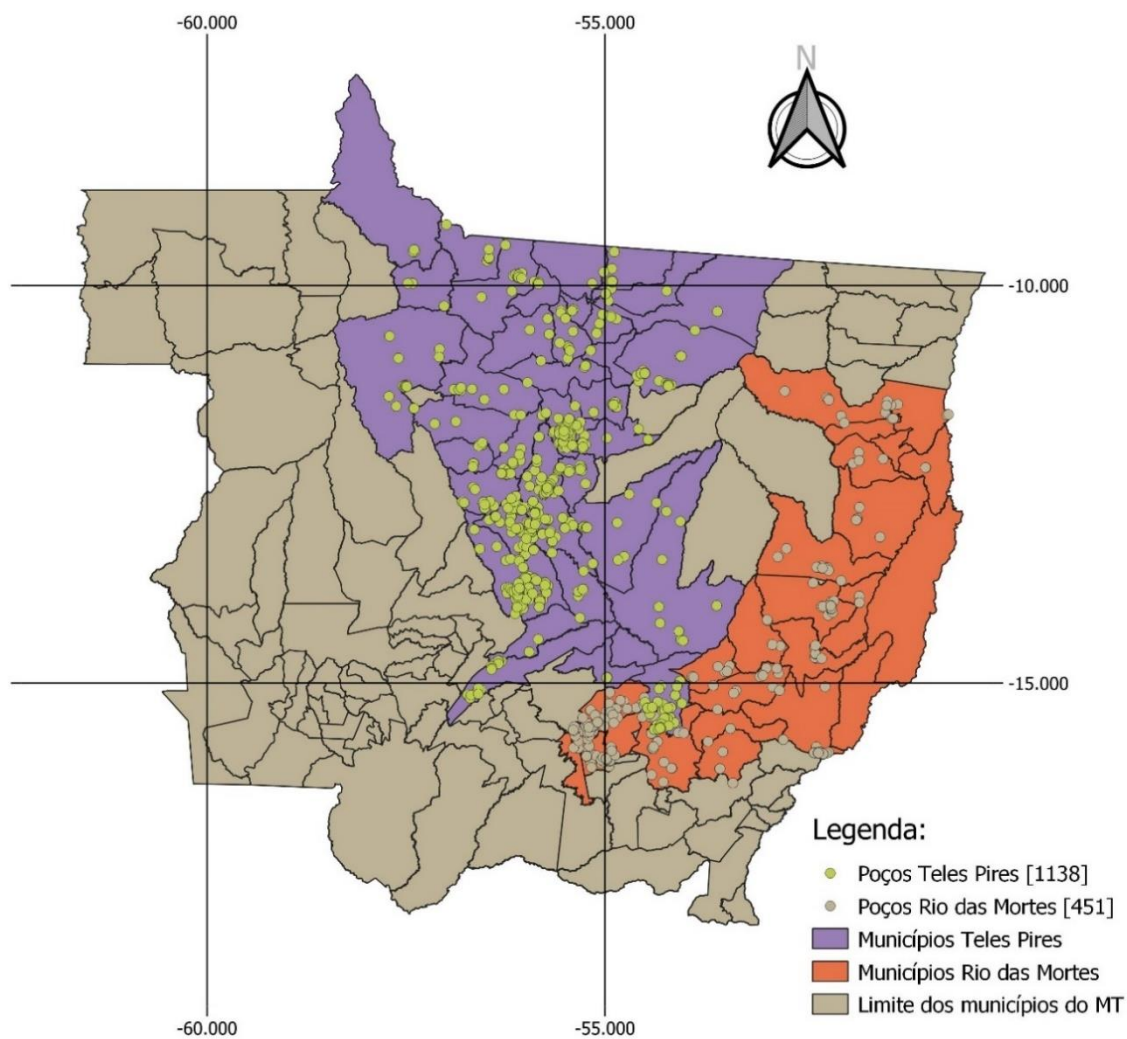 -60.000
-55.000
N
-10.000
-15.000
Legenda:
Poços Teles Pires [1138]
Poços Rio das Mortes [451]
Municípios Teles Pires
Municípios Rio das Mortes
Limite dos municípios do MT
-60.000
-55.000